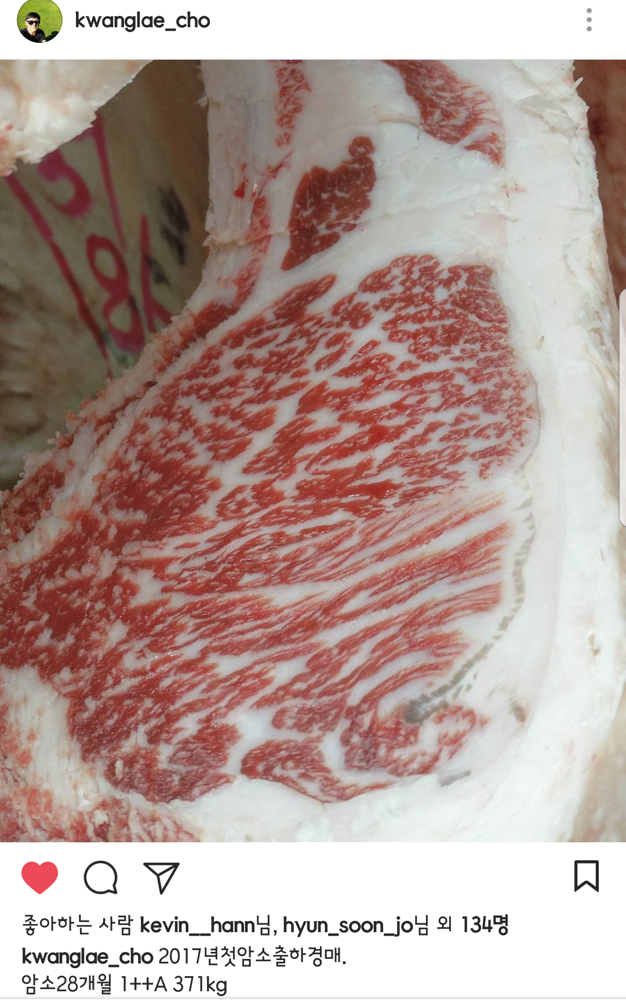 kwanglae_cho
좋아하는 사람 kevin__hann님, hyun_soon_jo님 외 134명
kwanglae_cho 2017년첫암소출하경매.
암소28개월 1++A 371kg